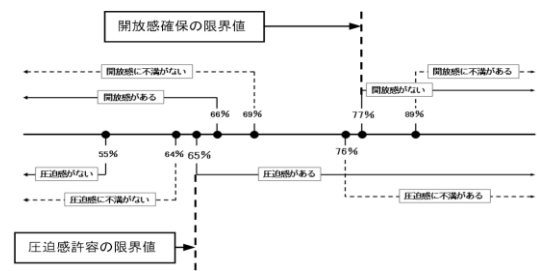 開放感確保の限界値
開放感に不満がない
開放感に不満がある
開放感がある
開放感がない
66%
69%
77%
89%
55%
64%
65%
76%
圧迫感がない
圧迫感がある
圧迫感に不満がない
圧迫感に不満がある
圧迫感許容の限界値